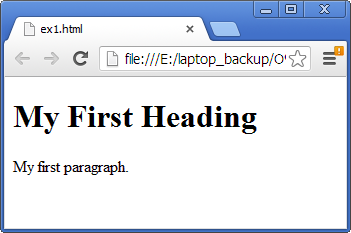 ex1.html
file:///E:/laptop_backup/O
My First Heading
My first paragraph.